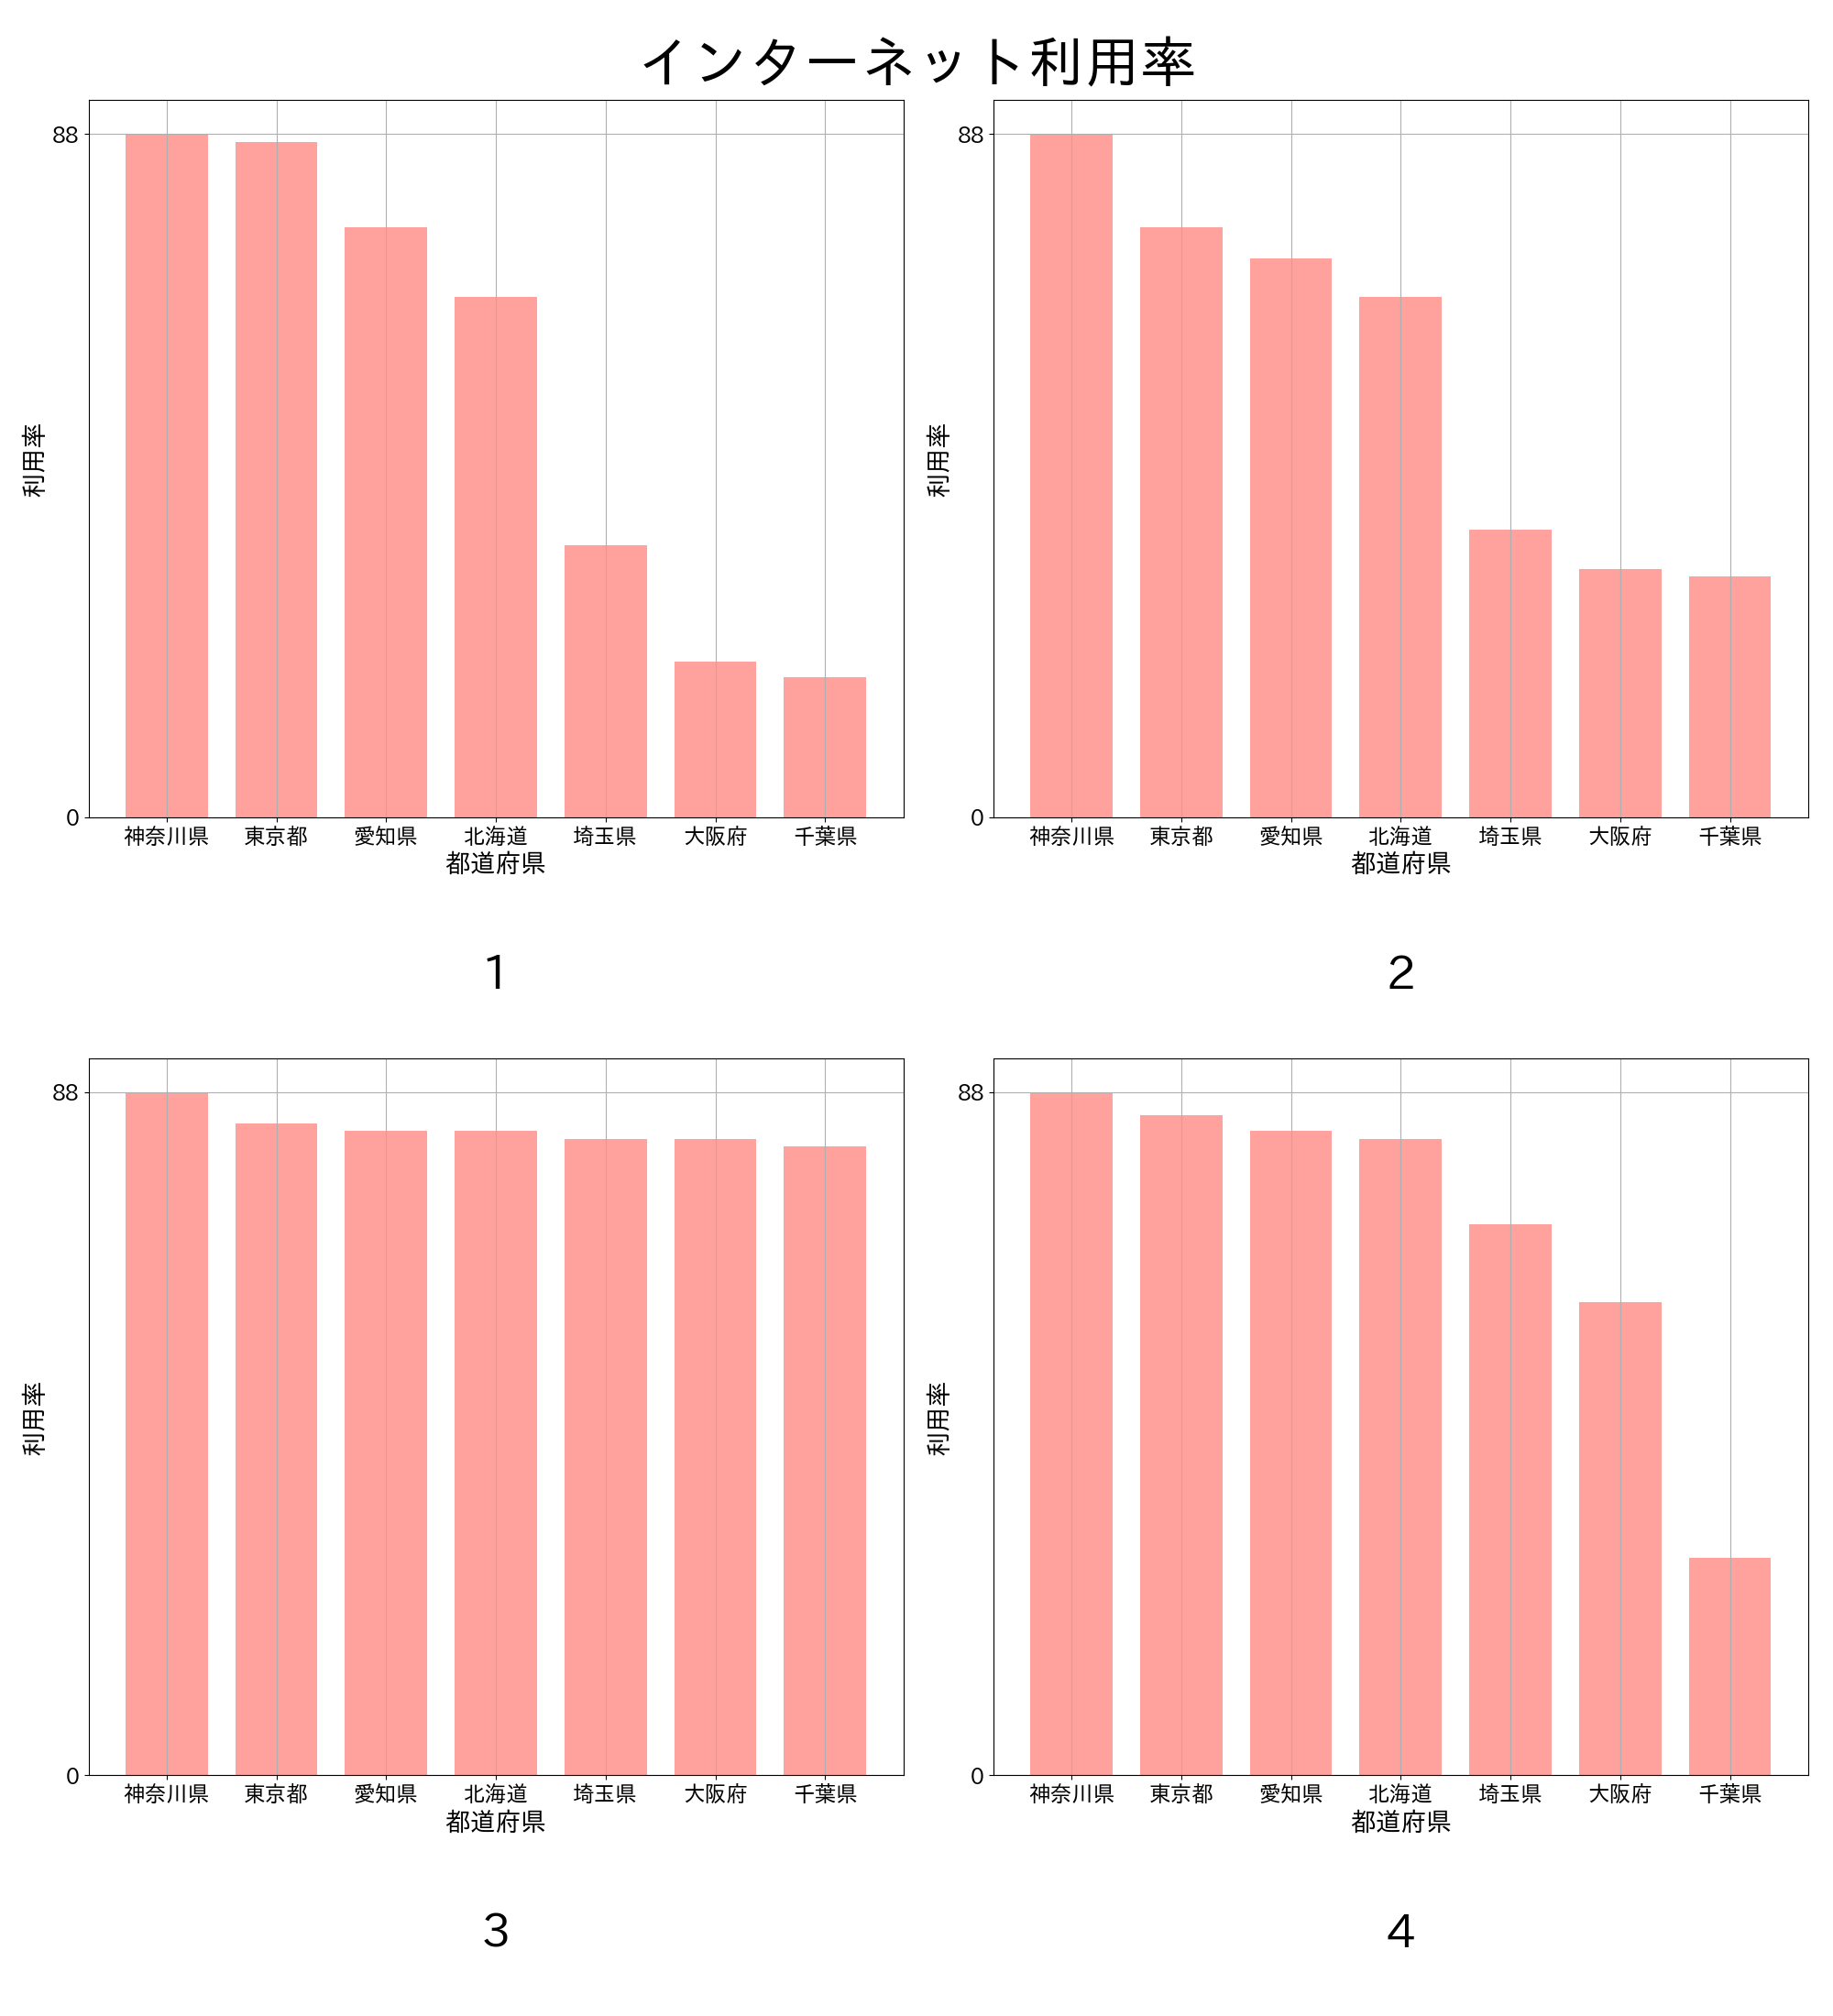 インターネット利用率
88
0
利用率
神奈川県 東京都 愛知県 北海道 埼玉県 大阪府 千葉県
都道府県
1
88
0
利用率
神奈川県 東京都 愛知県 北海道 埼玉県 大阪府 千葉県
都道府県
2
88
0
利用率
神奈川県 東京都 愛知県 北海道 埼玉県 大阪府 千葉県
都道府県
3
88
0
利用率
神奈川県 東京都 愛知県 北海道 埼玉県 大阪府 千葉県
都道府県
4